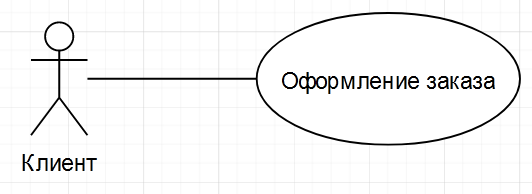 Оформление заказа
Клиент